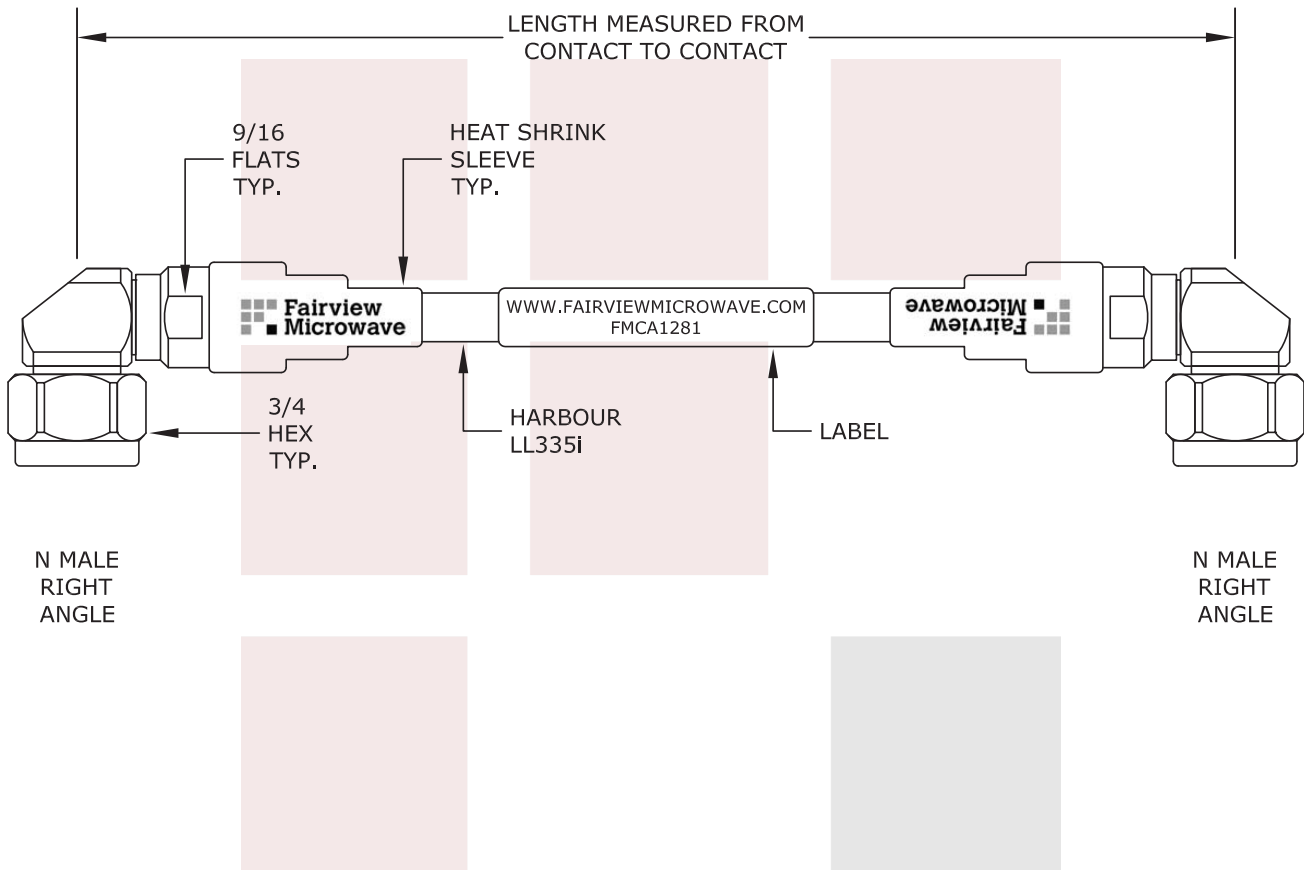 LENGTH MEASURED FROM
CONTACT TO CONTACT
9/16
FLATS
TYP.
HEAT SHRINK
SLEEVE
TYP.
Fairview
Microwave
WWW.FAIRVIEWMICROWAVE.COM
FMCA1281
Fairview
Microwave
3/4
HEX
TYP.
HARBOUR
LL335i
LABEL
N MALE
RIGHT
ANGLE
N MALE
RIGHT
ANGLE